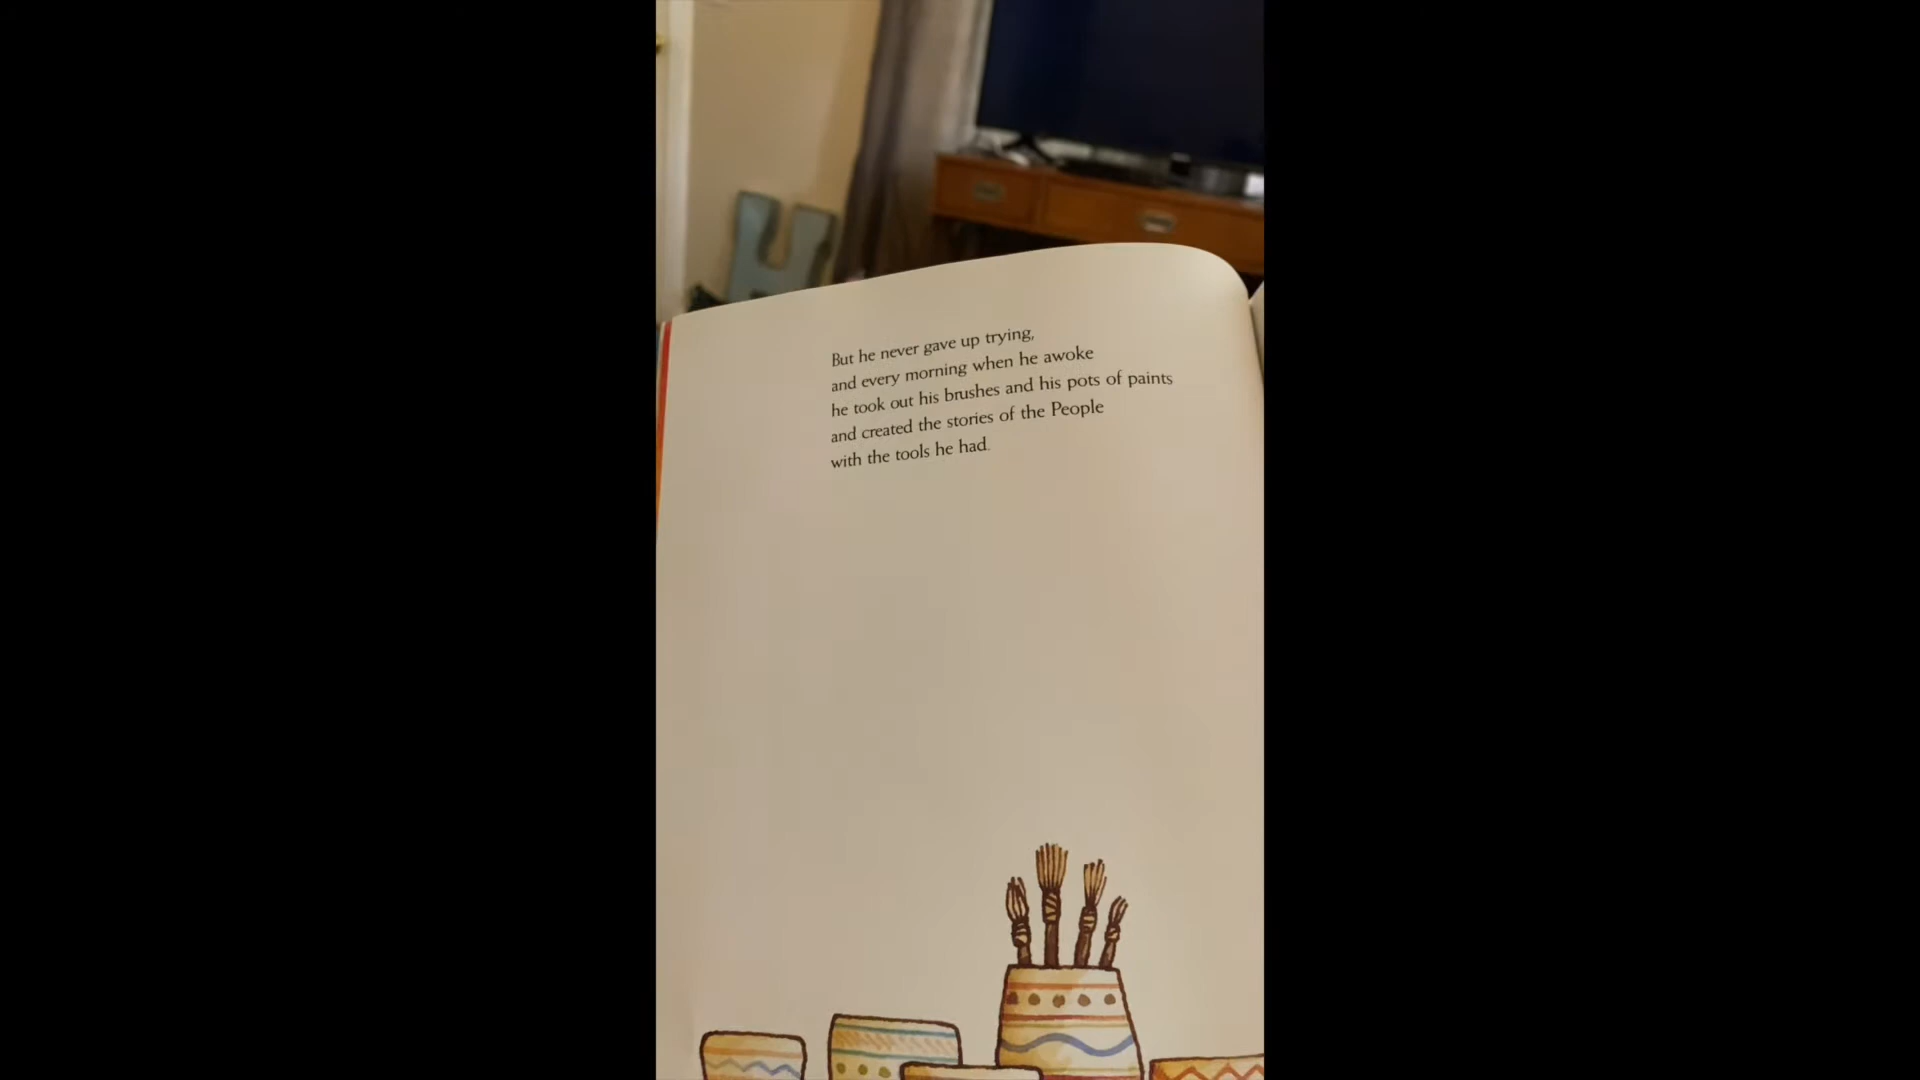 But he never gave up trying,
and every morning when he awoke
he took out his brushes and his pots of paints
and created the stories of the People
with the tools he had.